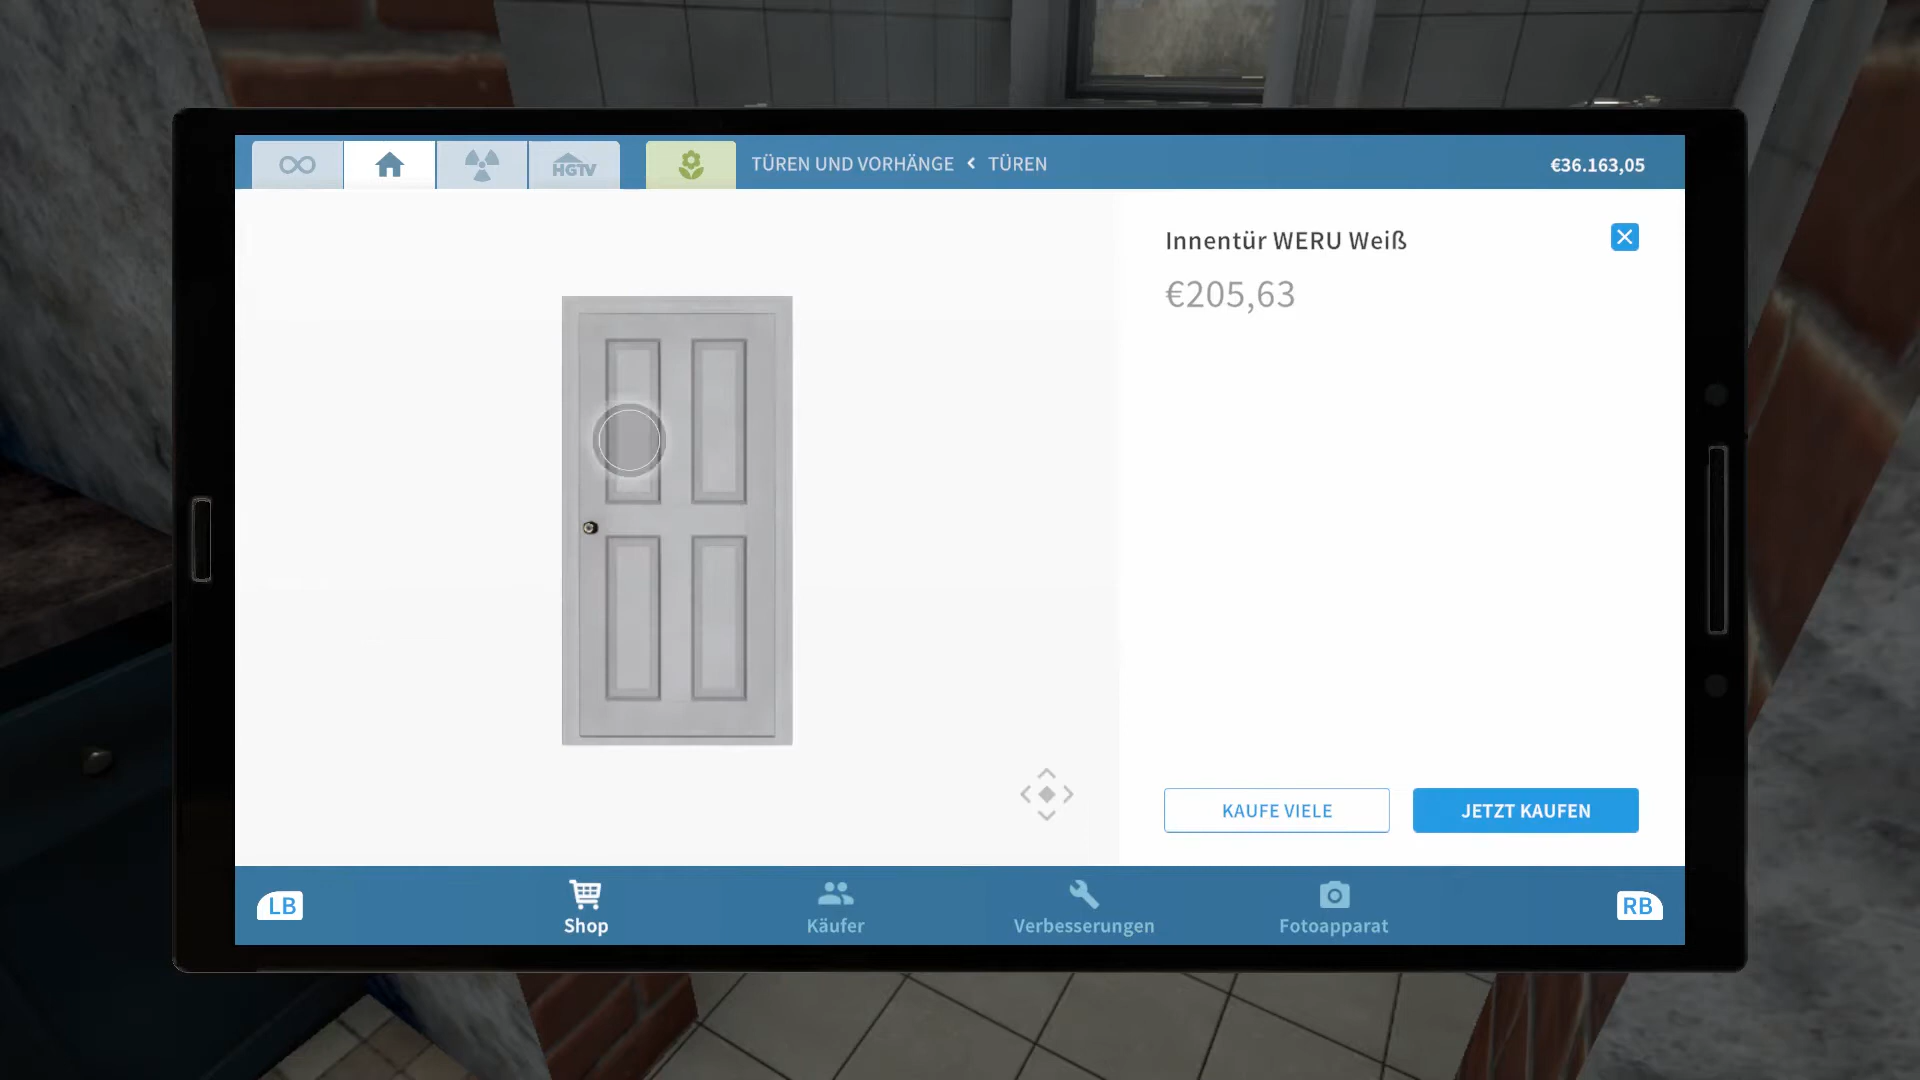 HGTV
TÜREN UND VORHÄNGE < TÜREN
€36.163,05
Innentür WERU Weiß
€205,63
KAUFE VIELE
JETZT KAUFEN
LB
Shop
Käufer
Verbesserungen
Fotoapparat
RB